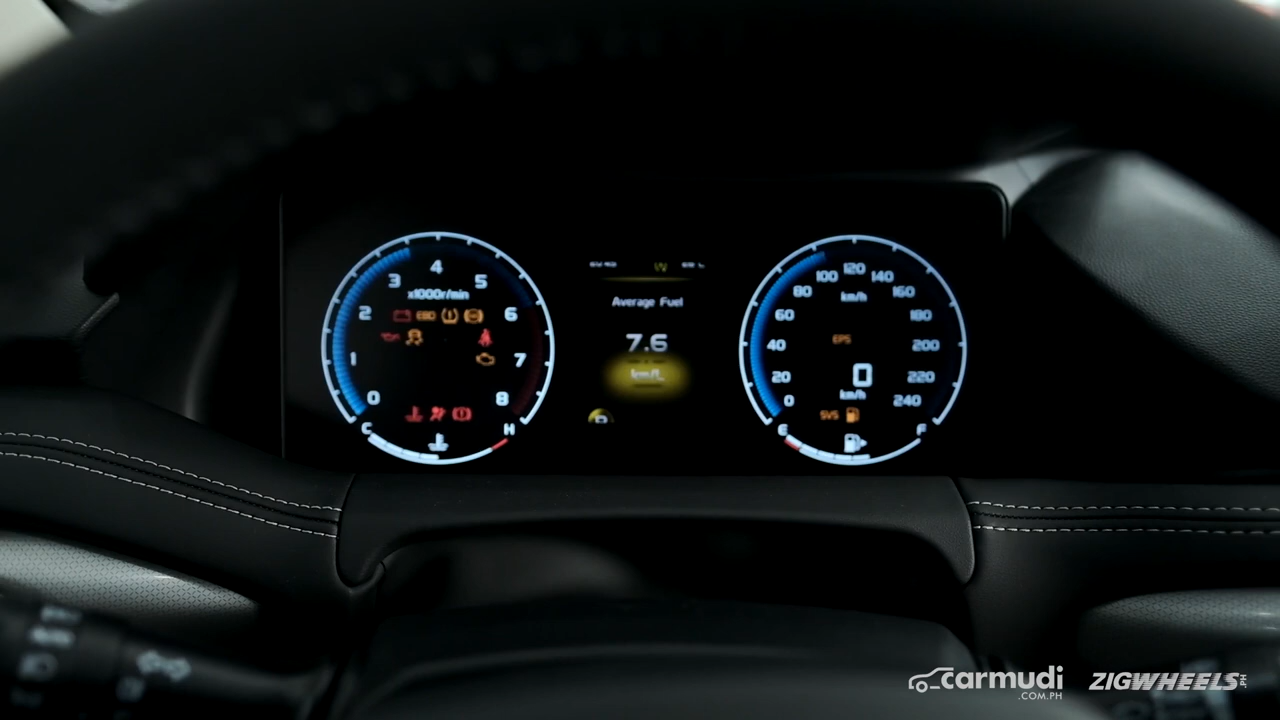 0
1
2
3
4
5
6
7
8
x1000r/min
EBD
C
H
W
Average Fuel
7.6
km/L
0
20
40
60
80
100
120
140
160
180
200
220
240
km/h
EPS
0
km/h
SVS
E
F
carmudi
.COM.PH
ZIGWHEELS.PH